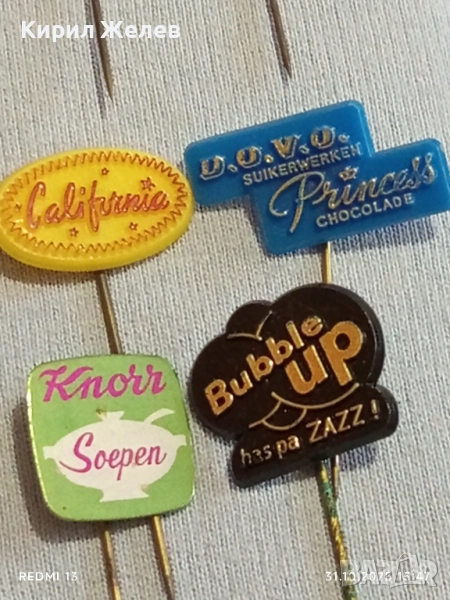 Кирил Желев
California
D.O.V.O.
SUIKERWERKEN
Princess
CHOCOLADE
Knorr
Soepen
Bubble
up
has pa ZAZZ!
REDMI 13